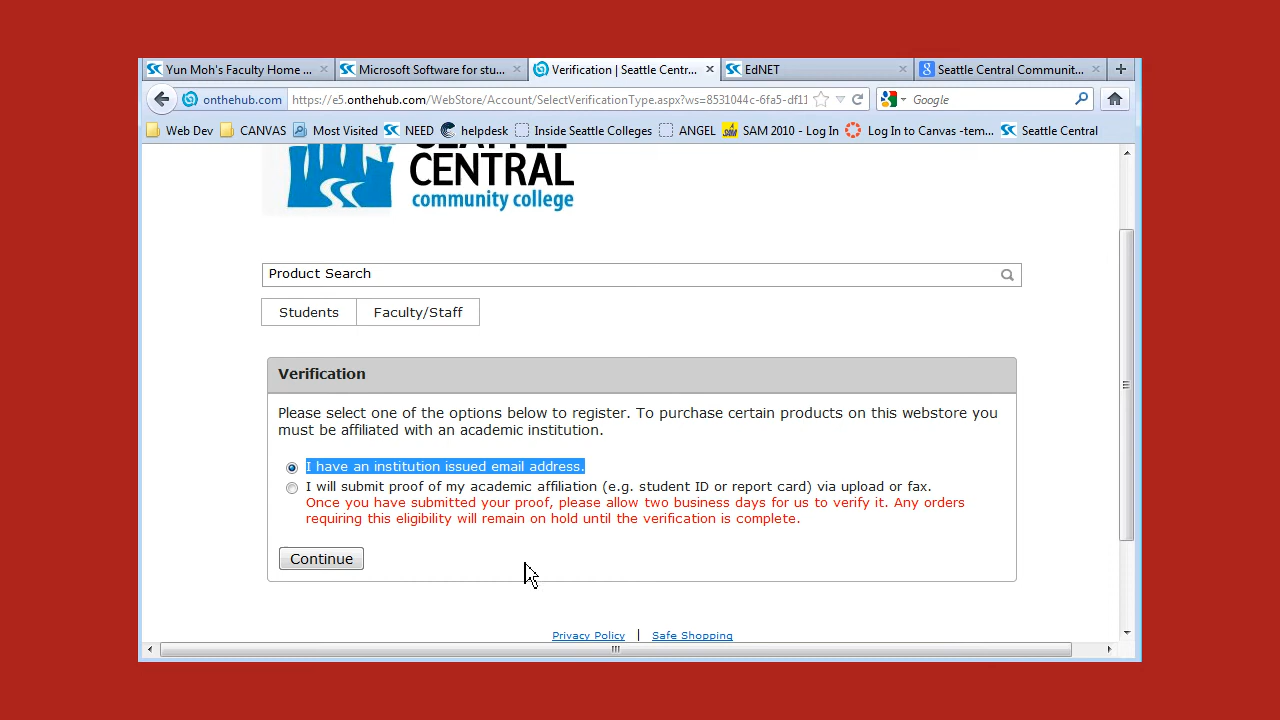 Yun Moh's Faculty Home ...
Microsoft Software for stu...
Verification | Seattle Centr...
EdNET
Seattle Central Communit...
onthehub.com
https://e5.onthehub.com/WebStore/Account/SelectVerificationType.aspx?ws=8531044c-6fa5-df11
Google
Web Dev
CANVAS
Most Visited
NEED
helpdesk
Inside Seattle Colleges
ANGEL
SAM 2010 - Log In
Log In to Canvas -tem...
Seattle Central
SEATTLE
CENTRAL
community college
Product Search
Students
Faculty/Staff
Verification
Please select one of the options below to register. To purchase certain products on this webstore you
must be affiliated with an academic institution.
I have an institution issued email address.
I will submit proof of my academic affiliation (e.g. student ID or report card) via upload or fax.
Once you have submitted your proof, please allow two business days for us to verify it. Any orders
requiring this eligibility will remain on hold until the verification is complete.
Continue
Privacy Policy | Safe Shopping